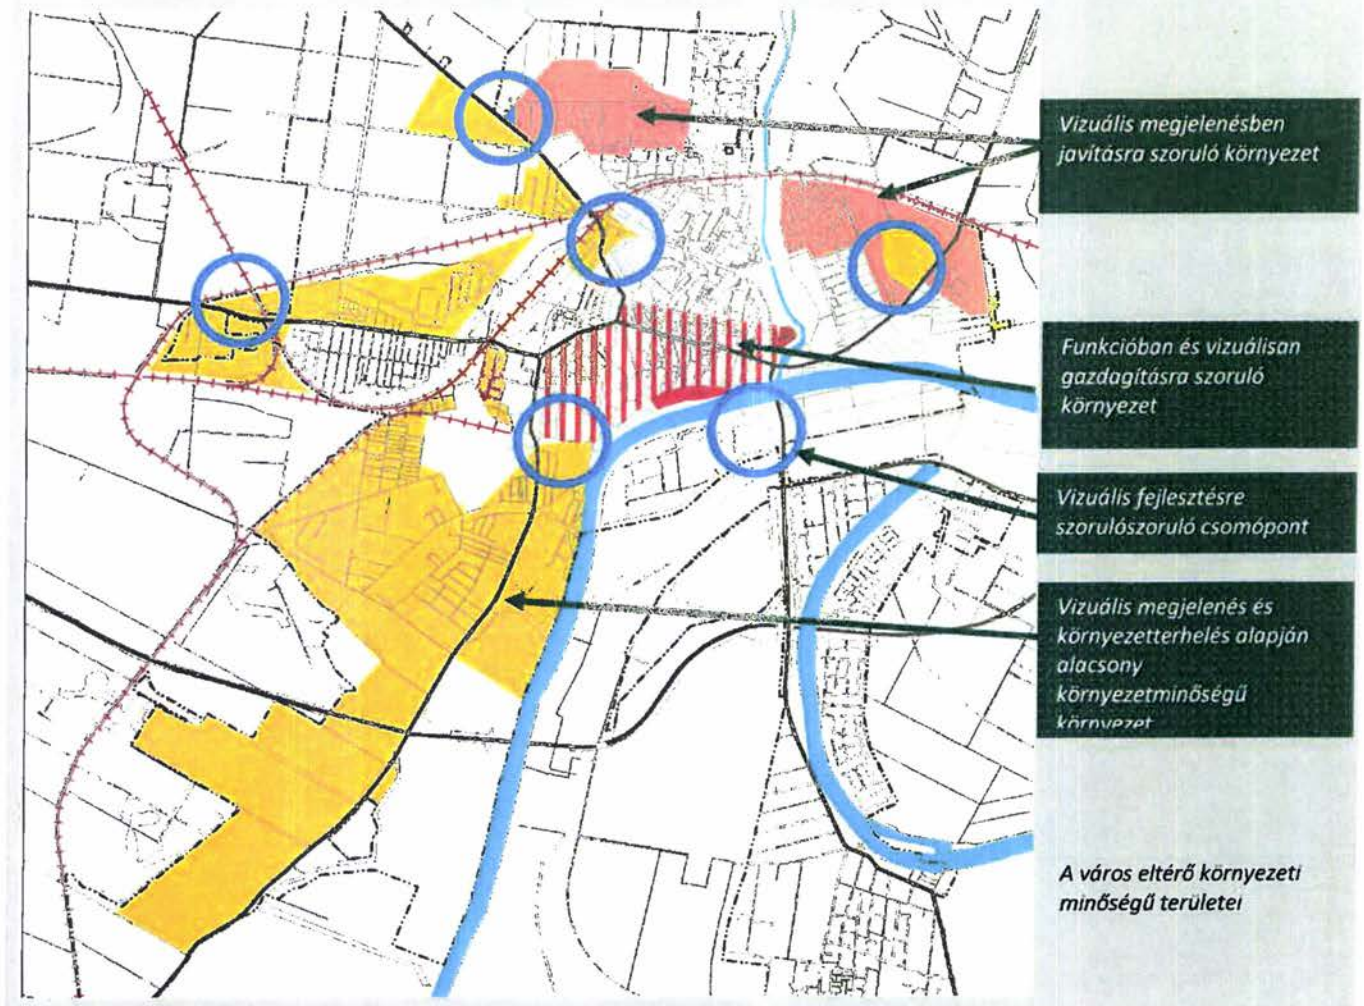 Vizuális megjelenésben
javításra szoruló környezet
Funkcióban és vizuálisan
gazdagításra szoruló
környezet
Vizuális fejlesztésre
szorulószoruló csomópont
Vizuális megjelenés és
környezetterhelés alapján
alacsony
környezetminőségű
környezet
A város eltérő környezeti
minőségű területei